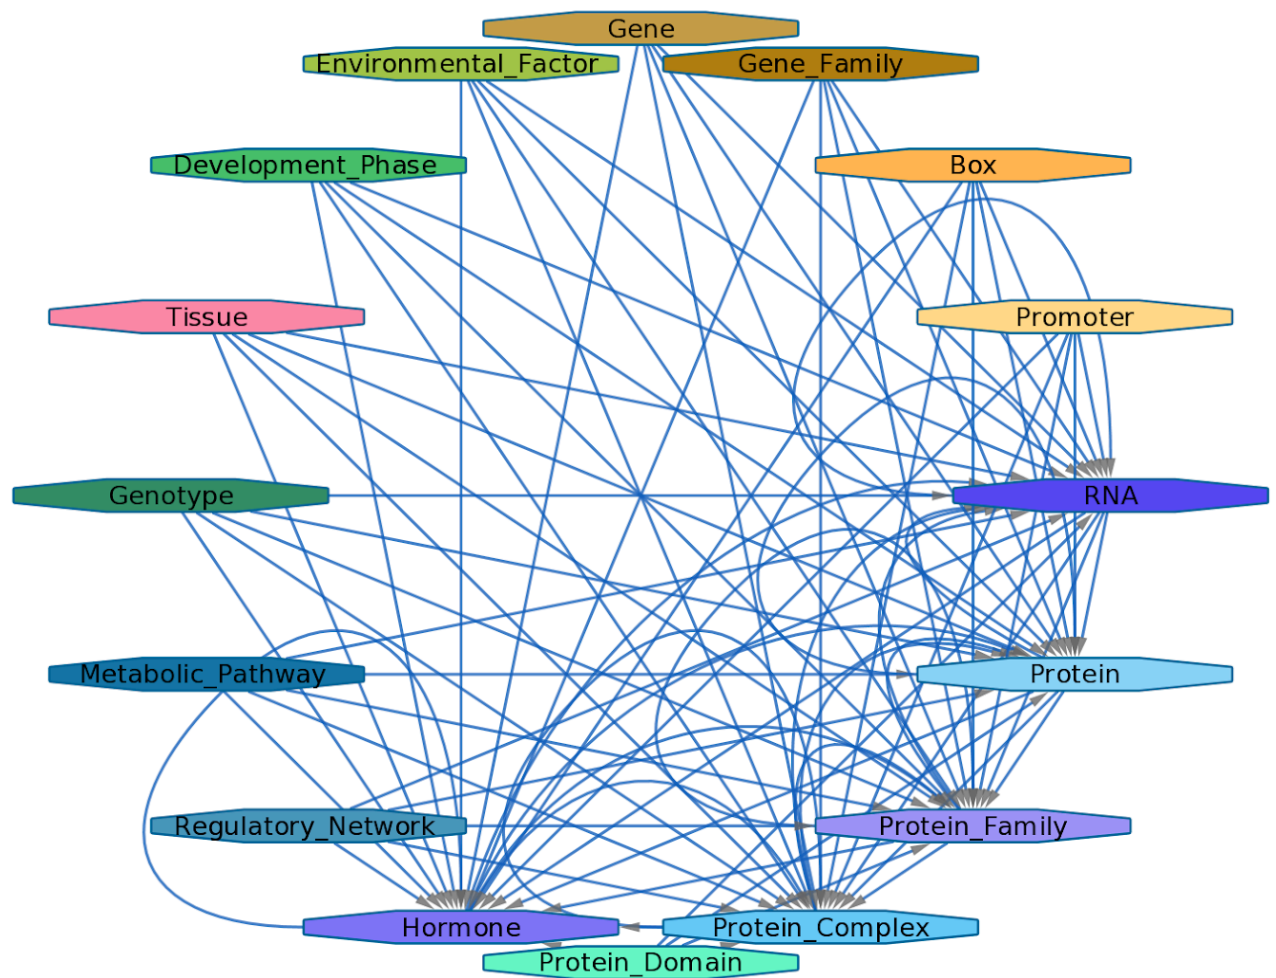 Gene
Environmental_Factor
Gene_Family
Development_Phase
Box
Tissue
Promoter
Genotype
RNA
Metabolic_Pathway
Protein
Regulatory_Network
Protein_Family
Hormone
Protein_Complex
Protein_Domain